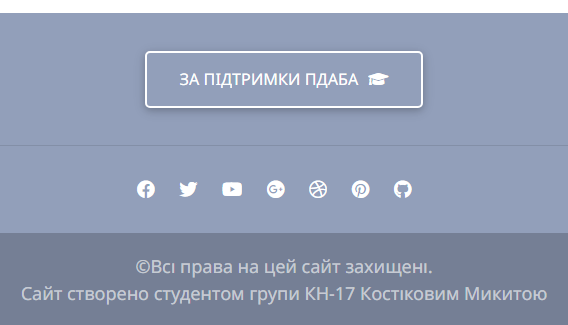 ЗА ПІДТРИМКИ ПДАБА
©Всі права на цей сайт захищені.
Сайт створено студентом групи КН-17 Костіковим Микитою